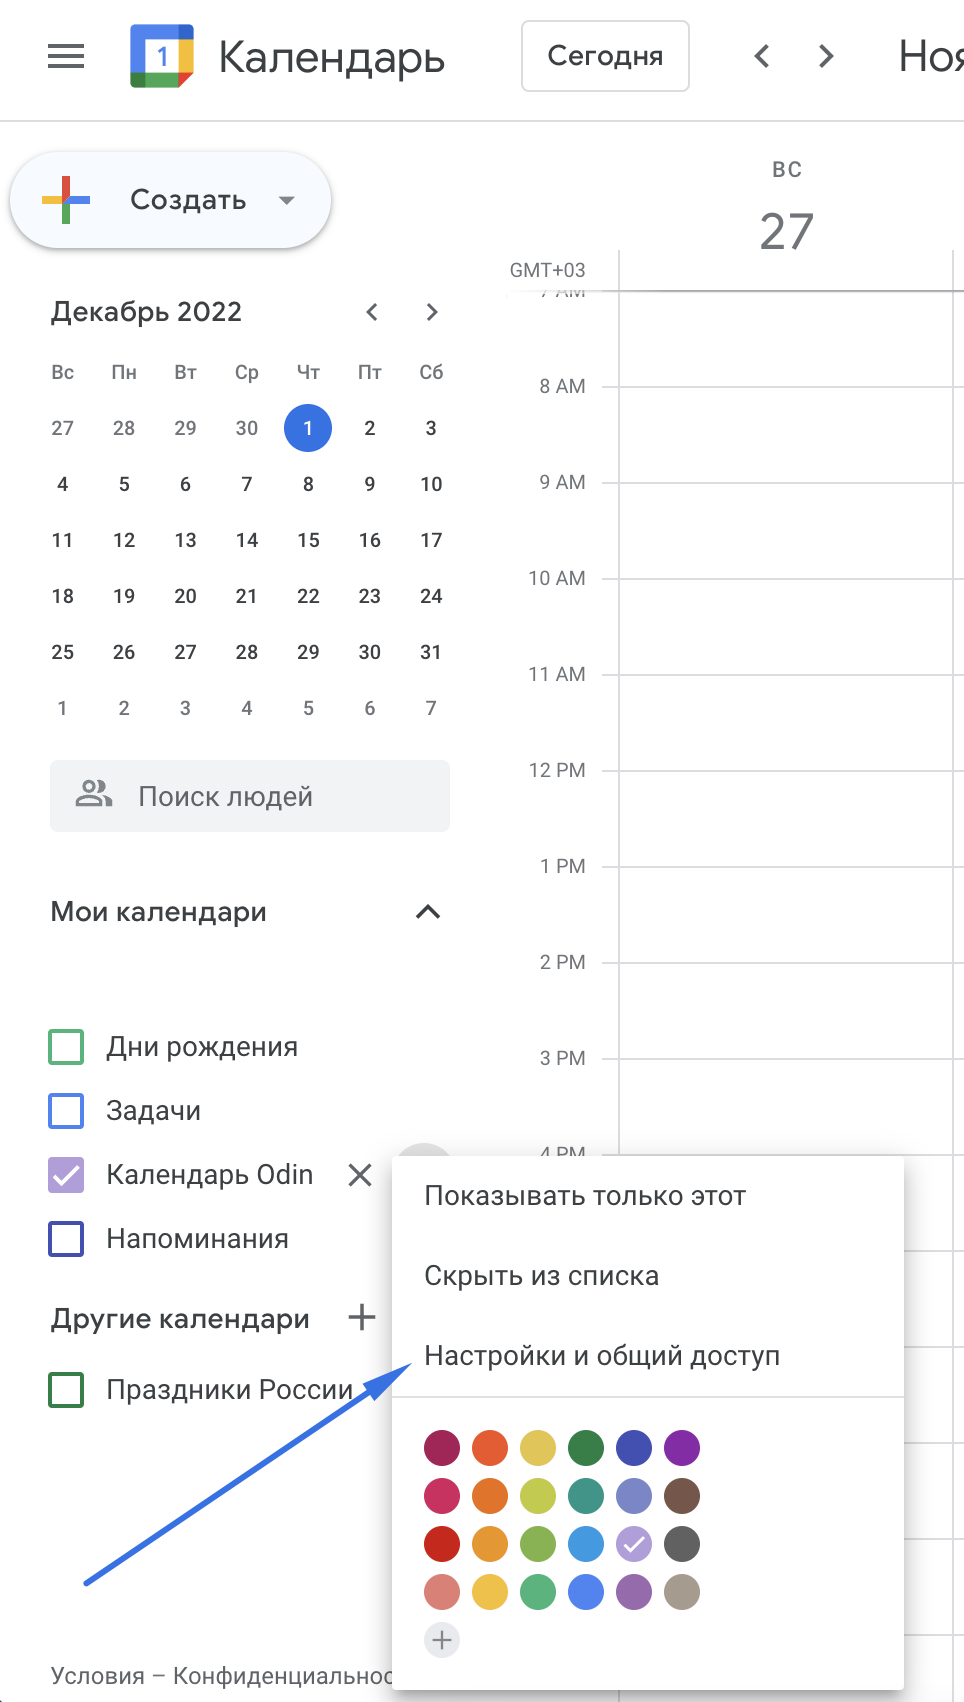 1
Календарь
Сегодня
Ноя
Создать
ВС
27
GMT+03
7 AM
8 AM
9 AM
10 AM
11 AM
12 PM
1 PM
2 PM
3 PM
4 PM
Декабрь 2022
Вс Пн Вт Ср Чт Пт Сб
27 28 29 30 1 2 3
4 5 6 7 8 9 10
11 12 13 14 15 16 17
18 19 20 21 22 23 24
25 26 27 28 29 30 31
1 2 3 4 5 6 7
Поиск людей
Мои календари
Дни рождения
Задачи
Календарь Odin
Напоминания
Другие календари
Праздники России
Показывать только этот
Скрыть из списка
Настройки и общий доступ
Условия – Конфиденциальнос